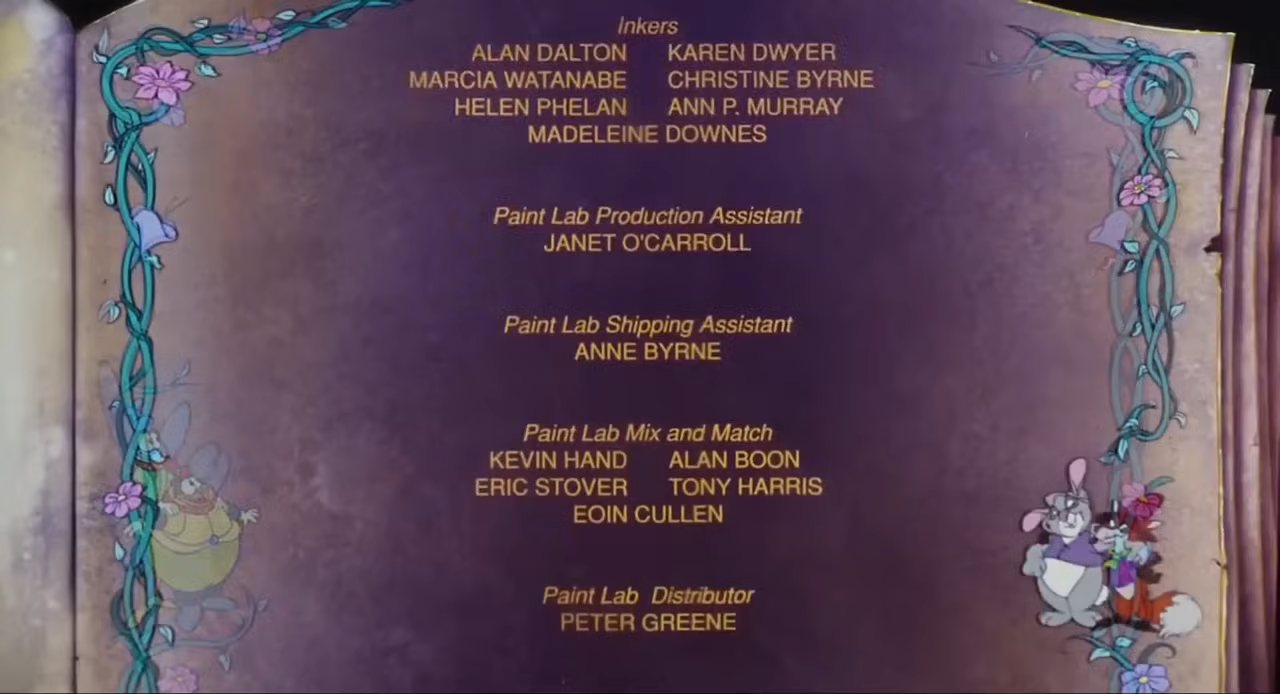 Inkers
ALAN DALTON KAREN DWYER
MARCIA WATANABE CHRISTINE BYRNE
HELEN PHELAN ANN P. MURRAY
MADELEINE DOWNES
Paint Lab Production Assistant
JANET O'CARROLL
Paint Lab Shipping Assistant
ANNE BYRNE
Paint Lab Mix and Match
KEVIN HAND ALAN BOON
ERIC STOVER TONY HARRIS
EOIN CULLEN
Paint Lab Distributor
PETER GREENE